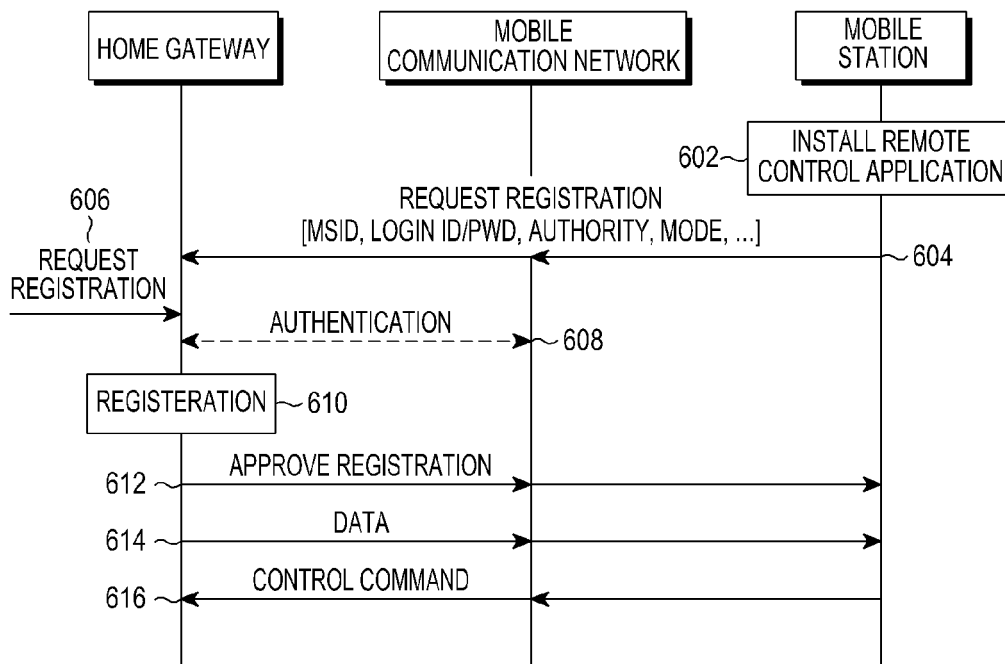 HOME GATEWAY
MOBILE
COMMUNICATION NETWORK
MOBILE
STATION
602
INSTALL REMOTE
CONTROL APPLICATION
REQUEST REGISTRATION
[MSID, LOGIN ID/PWD, AUTHORITY, MODE, ...]
604
606
REQUEST
REGISTRATION
AUTHENTICATION
608
REGISTERATION
610
APPROVE REGISTRATION
612
DATA
614
CONTROL COMMAND
616